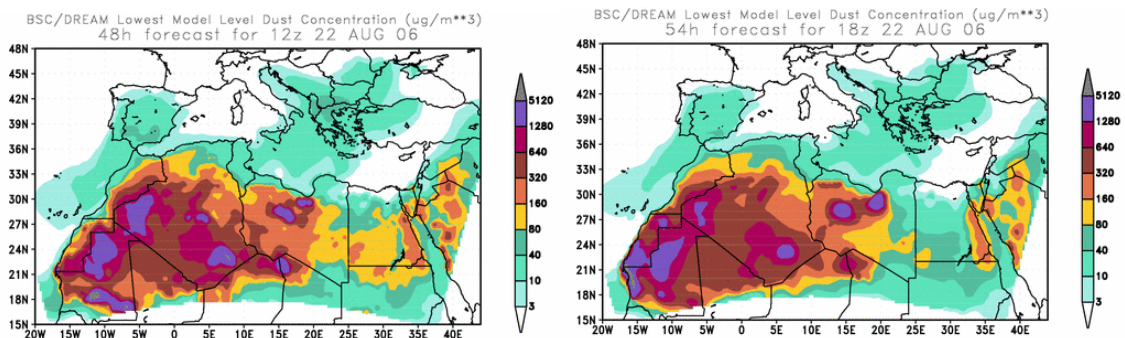 BSC/DREAM Lowest Model Level Dust Concentration (ug/m**3)
48h forecast for 12z 22 AUG 06
48N
45N
42N
39N
36N
33N
30N
27N
24N
21N
18N
15N
20W 15W 10W 5W 0 5E 10E 15E 20E 25E 30E 35E 40E
5120
1280
640
320
160
80
40
10
3
BSC/DREAM Lowest Model Level Dust Concentration (ug/m**3)
54h forecast for 18z 22 AUG 06
48N
45N
42N
39N
36N
33N
30N
27N
24N
21N
18N
15N
20W 15W 10W 5W 0 5E 10E 15E 20E 25E 30E 35E 40E
5120
1280
640
320
160
80
40
10
3